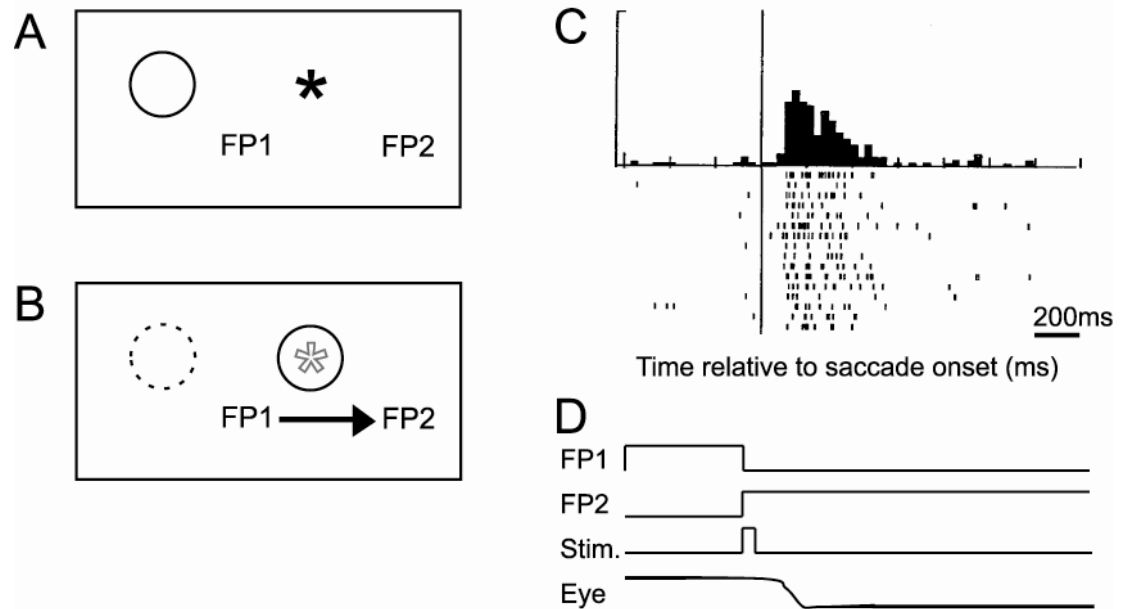 A
FP1 FP2
B
FP1 FP2
C
200ms
Time relative to saccade onset (ms)
D
FP1
FP2
Stim.
Eye